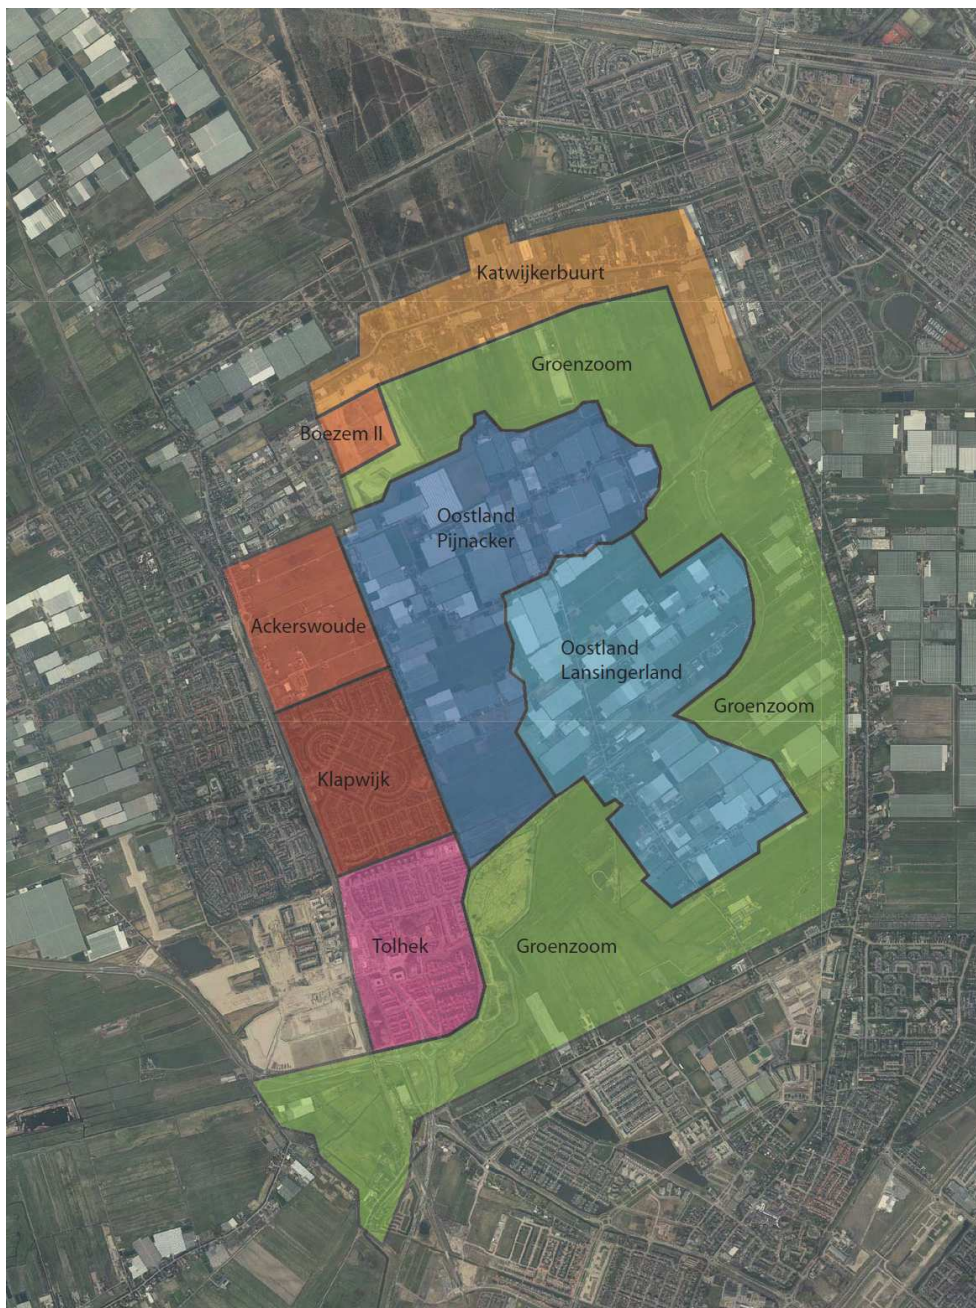 Katwijkerbuurt
Groenzoom
Boezem II
Oostland
Pijnacker
Ackerswoude
Oostland
Lansingerland
Groenzoom
Klapwijk
Tolhek
Groenzoom